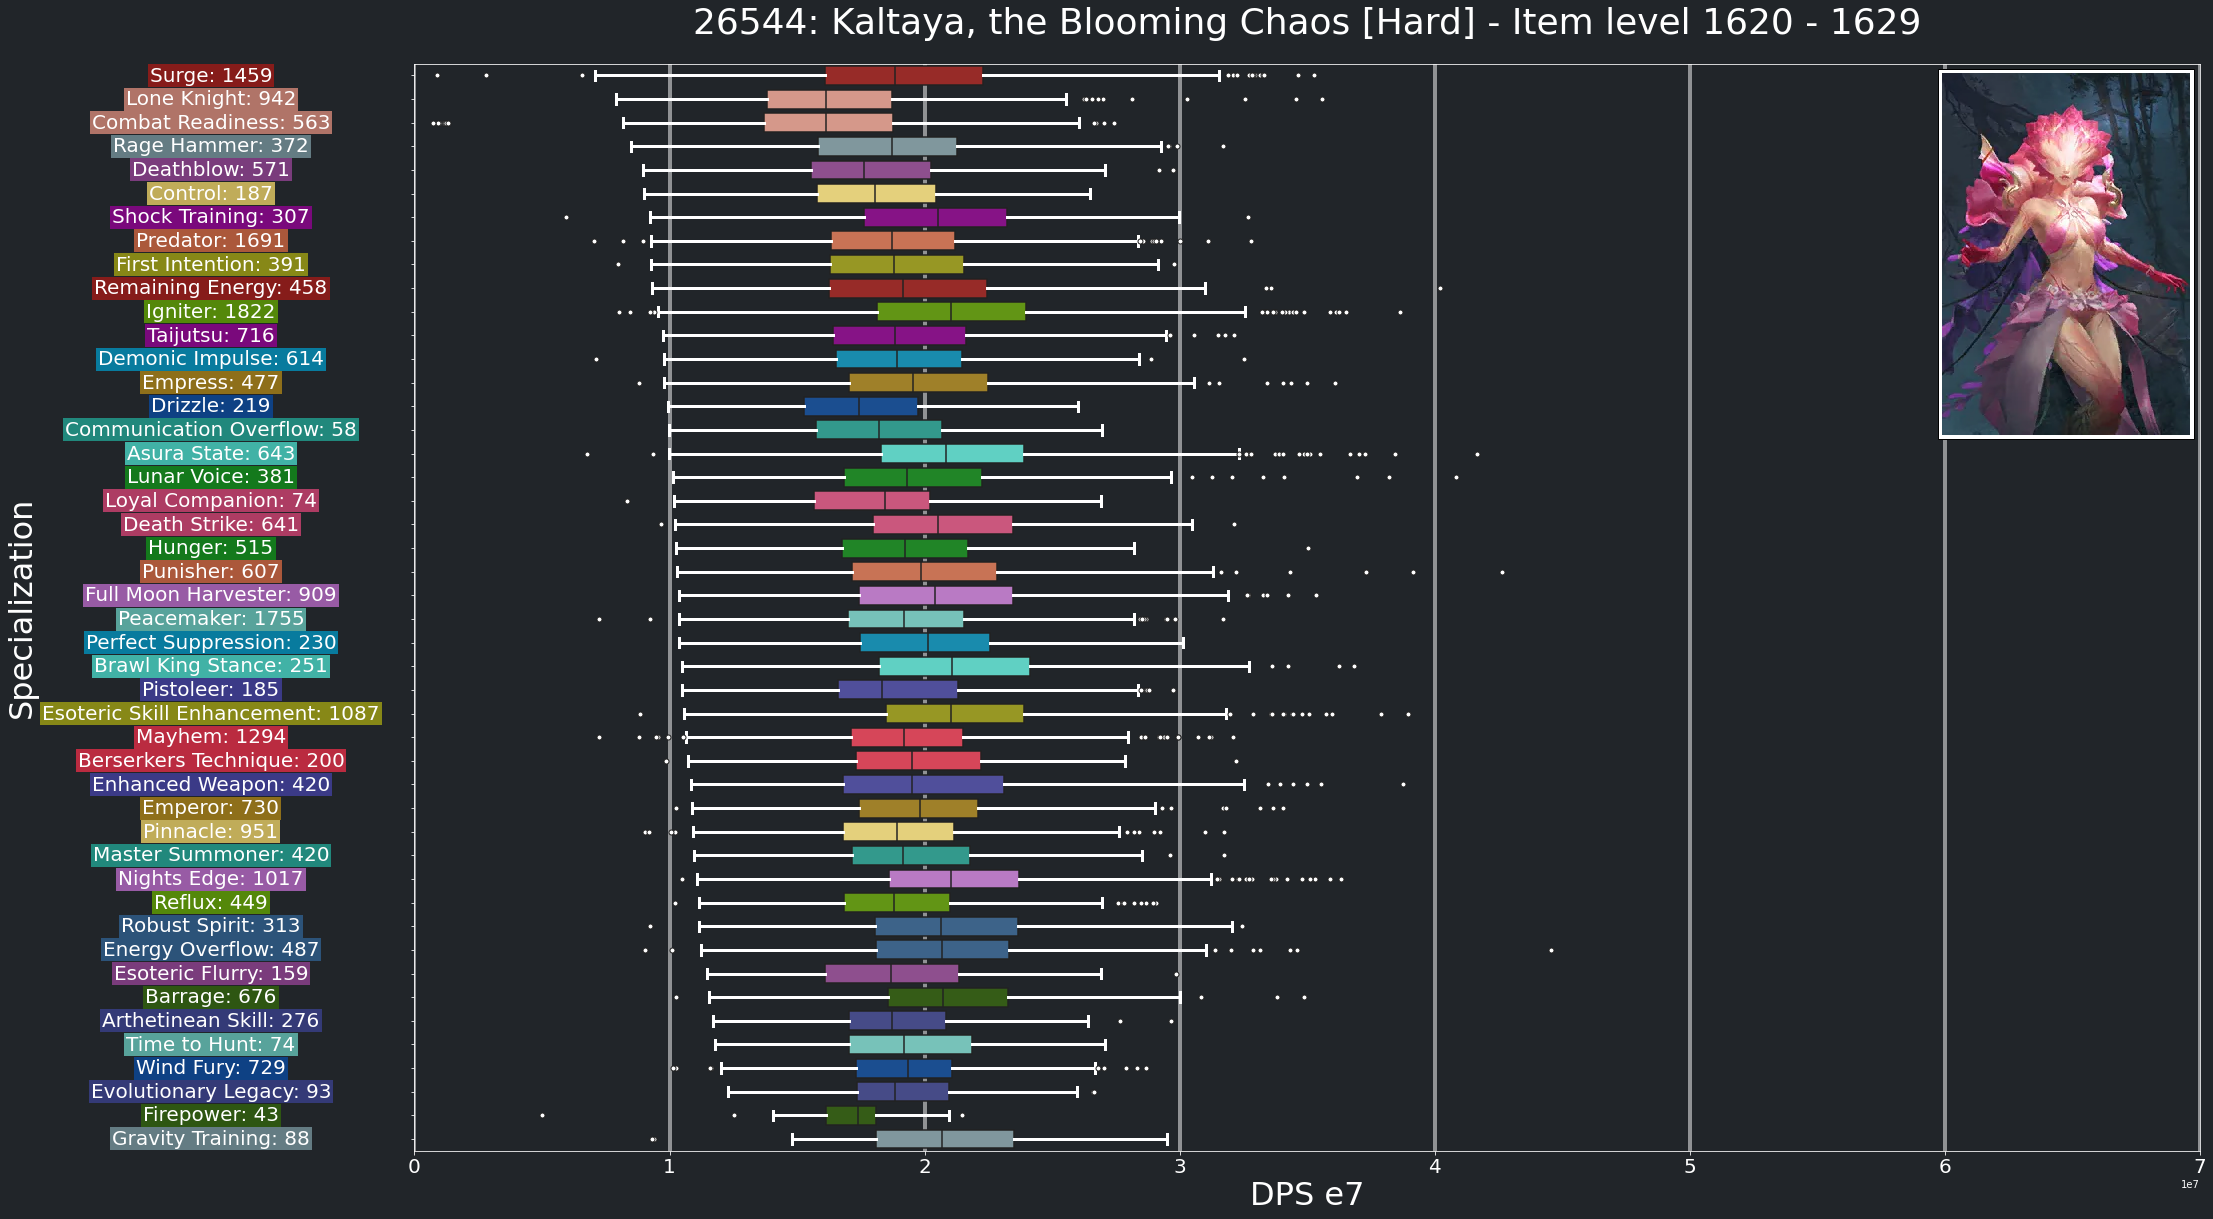 26544: Kaltaya, the Blooming Chaos [Hard] - Item level 1620 - 1629
Specialization
Surge: 1459
Lone Knight: 942
Combat Readiness: 563
Rage Hammer: 372
Deathblow: 571
Control: 187
Shock Training: 307
Predator: 1691
First Intention: 391
Remaining Energy: 458
Igniter: 1822
Taijutsu: 716
Demonic Impulse: 614
Empress: 477
Drizzle: 219
Communication Overflow: 58
Asura State: 643
Lunar Voice: 381
Loyal Companion: 74
Death Strike: 641
Hunger: 515
Punisher: 607
Full Moon Harvester: 909
Peacemaker: 1755
Perfect Suppression: 230
Brawl King Stance: 251
Pistoleer: 185
Esoteric Skill Enhancement: 1087
Mayhem: 1294
Berserkers Technique: 200
Enhanced Weapon: 420
Emperor: 730
Pinnacle: 951
Master Summoner: 420
Nights Edge: 1017
Reflux: 449
Robust Spirit: 313
Energy Overflow: 487
Esoteric Flurry: 159
Barrage: 676
Arthetinean Skill: 276
Time to Hunt: 74
Wind Fury: 729
Evolutionary Legacy: 93
Firepower: 43
Gravity Training: 88
0 1 2 3 4 5 6 7
1e7
DPS e7